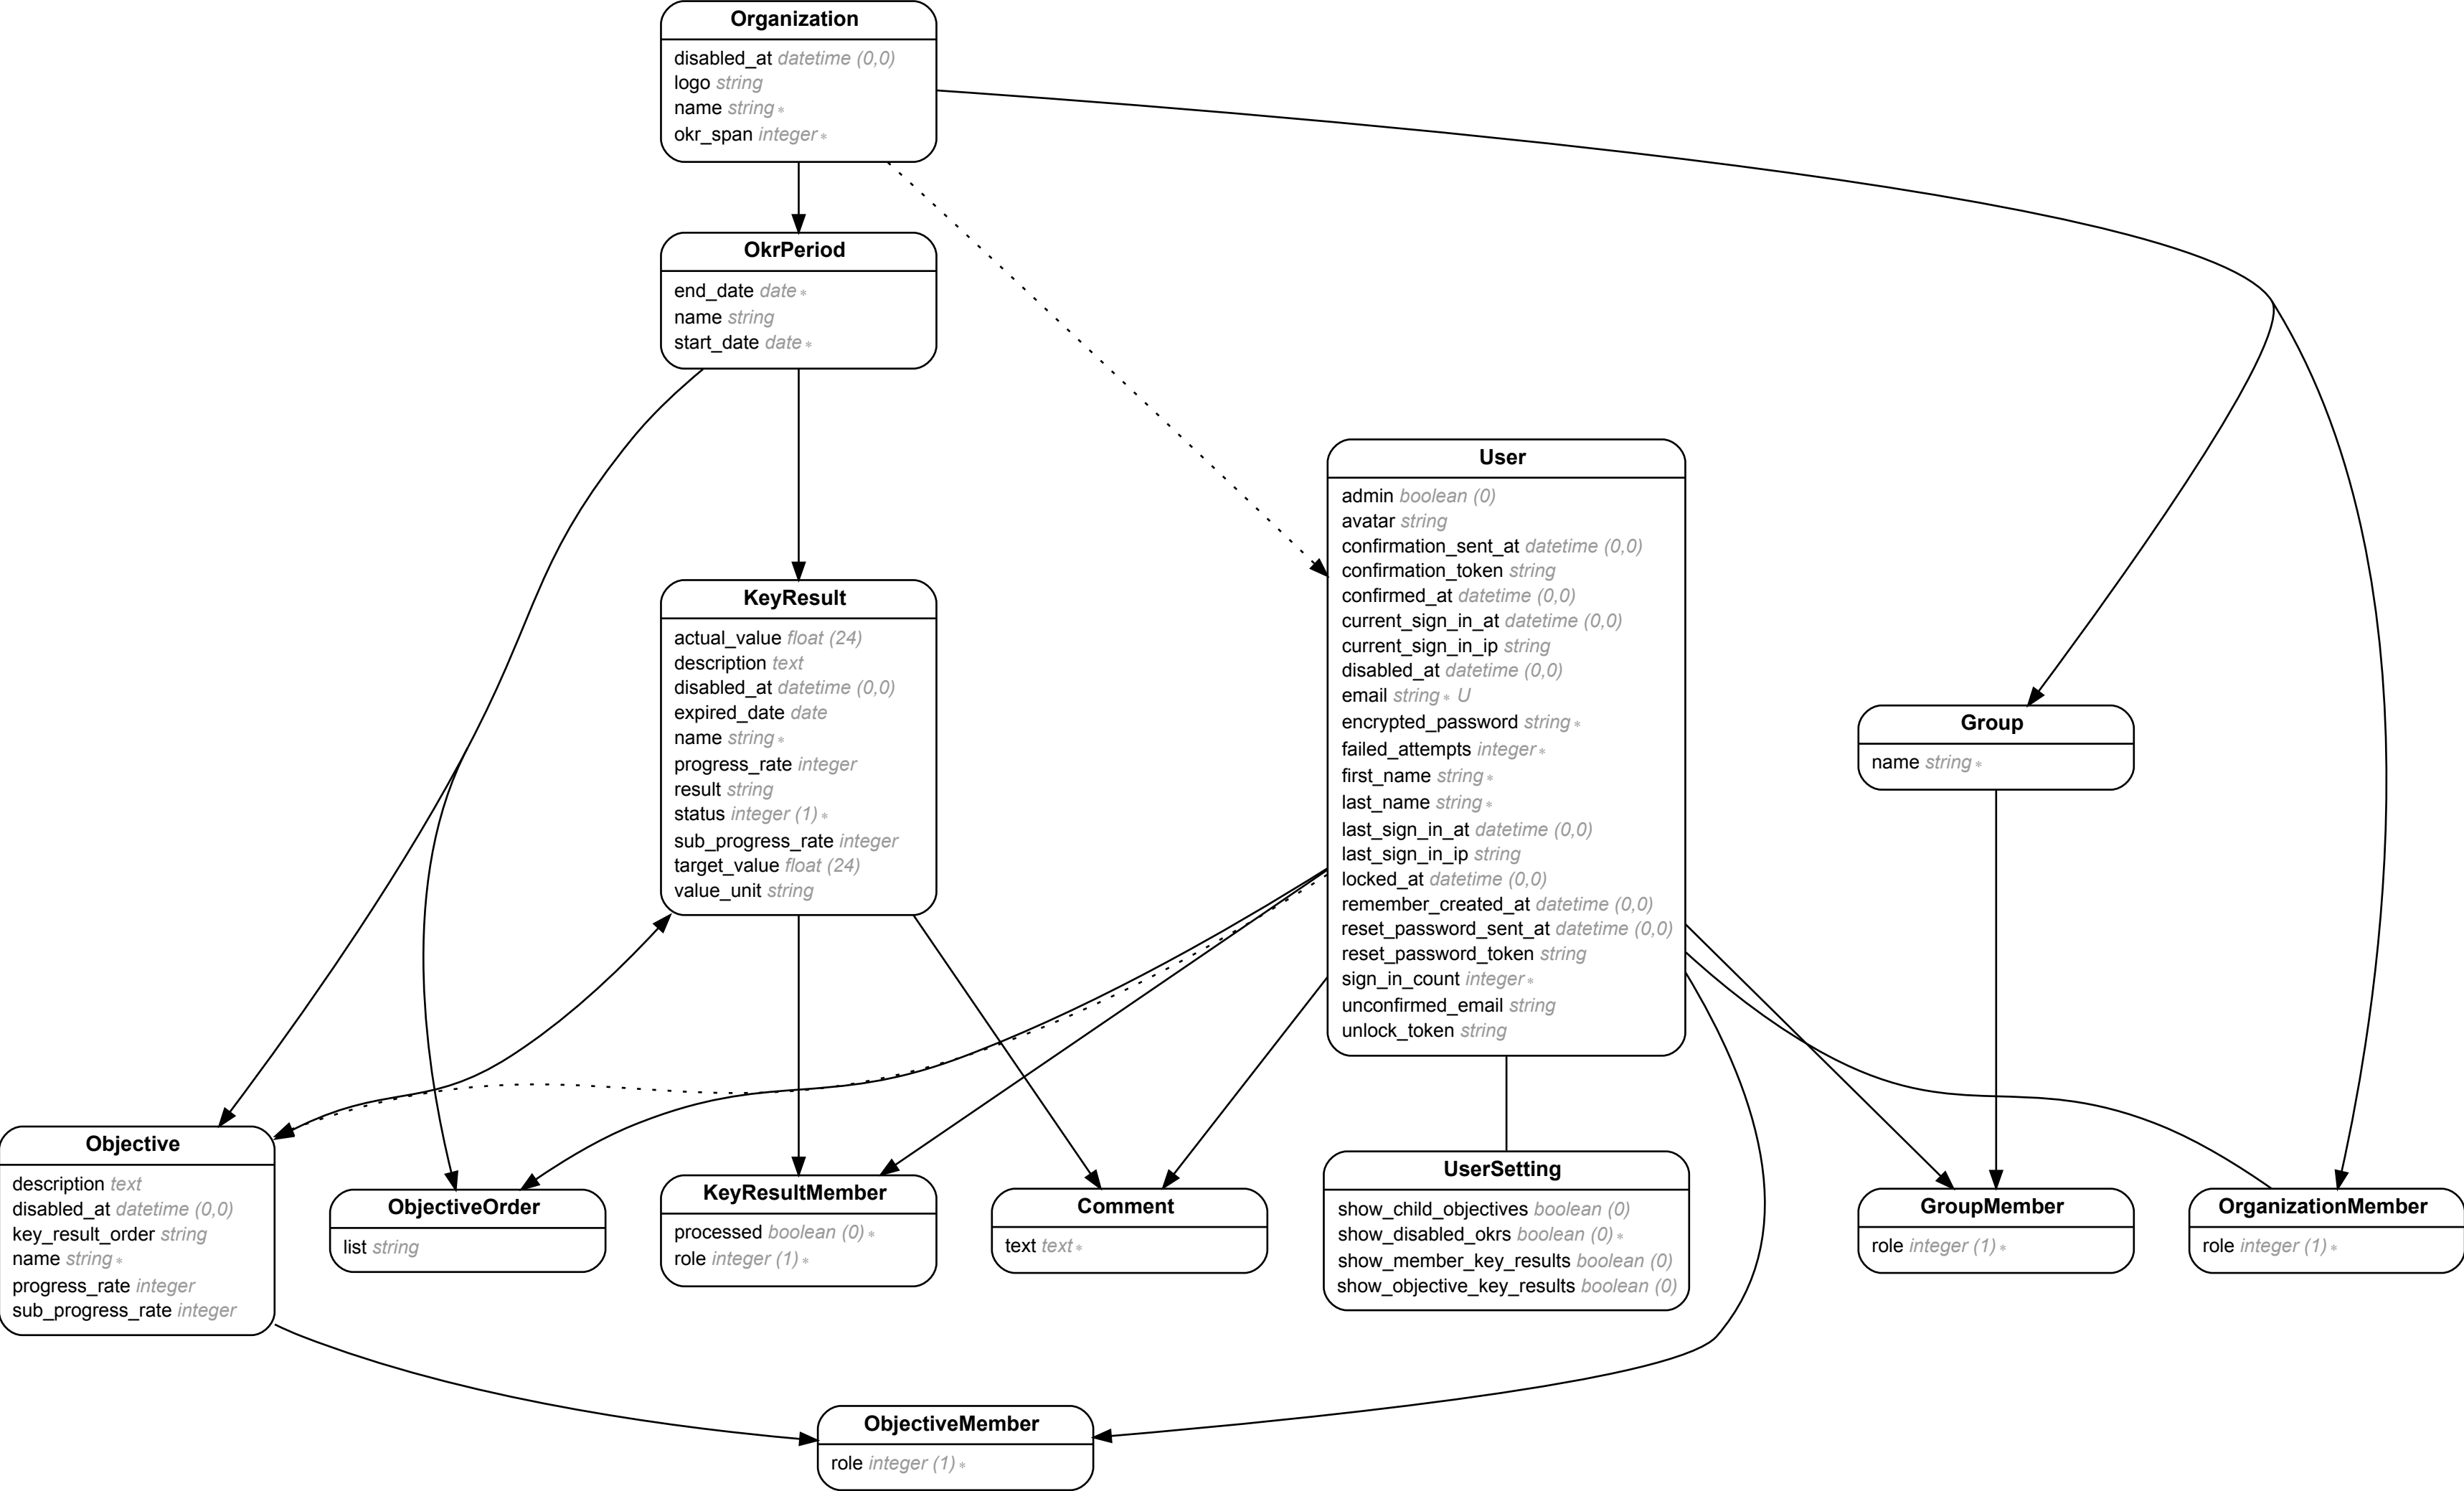 Organization
disabled_at datetime (0,0)
logo string
name string *
okr_span integer *
OkrPeriod
end_date date *
name string
start_date date *
User
admin boolean (0)
avatar string
confirmation_sent_at datetime (0,0)
confirmation_token string
confirmed_at datetime (0,0)
current_sign_in_at datetime (0,0)
current_sign_in_ip string
disabled_at datetime (0,0)
email string * U
encrypted_password string *
failed_attempts integer *
first_name string *
last_name string *
last_sign_in_at datetime (0,0)
last_sign_in_ip string
locked_at datetime (0,0)
remember_created_at datetime (0,0)
reset_password_sent_at datetime (0,0)
reset_password_token string
sign_in_count integer *
unconfirmed_email string
unlock_token string
KeyResult
actual_value float (24)
description text
disabled_at datetime (0,0)
expired_date date
name string *
progress_rate integer
result string
status integer (1) *
sub_progress_rate integer
target_value float (24)
value_unit string
Group
name string *
Objective
description text
disabled_at datetime (0,0)
key_result_order string
name string *
progress_rate integer
sub_progress_rate integer
ObjectiveOrder
list string
KeyResultMember
processed boolean (0) *
role integer (1) *
Comment
text text *
UserSetting
show_child_objectives boolean (0)
show_disabled_okrs boolean (0) *
show_member_key_results boolean (0)
show_objective_key_results boolean (0)
GroupMember
role integer (1) *
OrganizationMember
role integer (1) *
ObjectiveMember
role integer (1) *